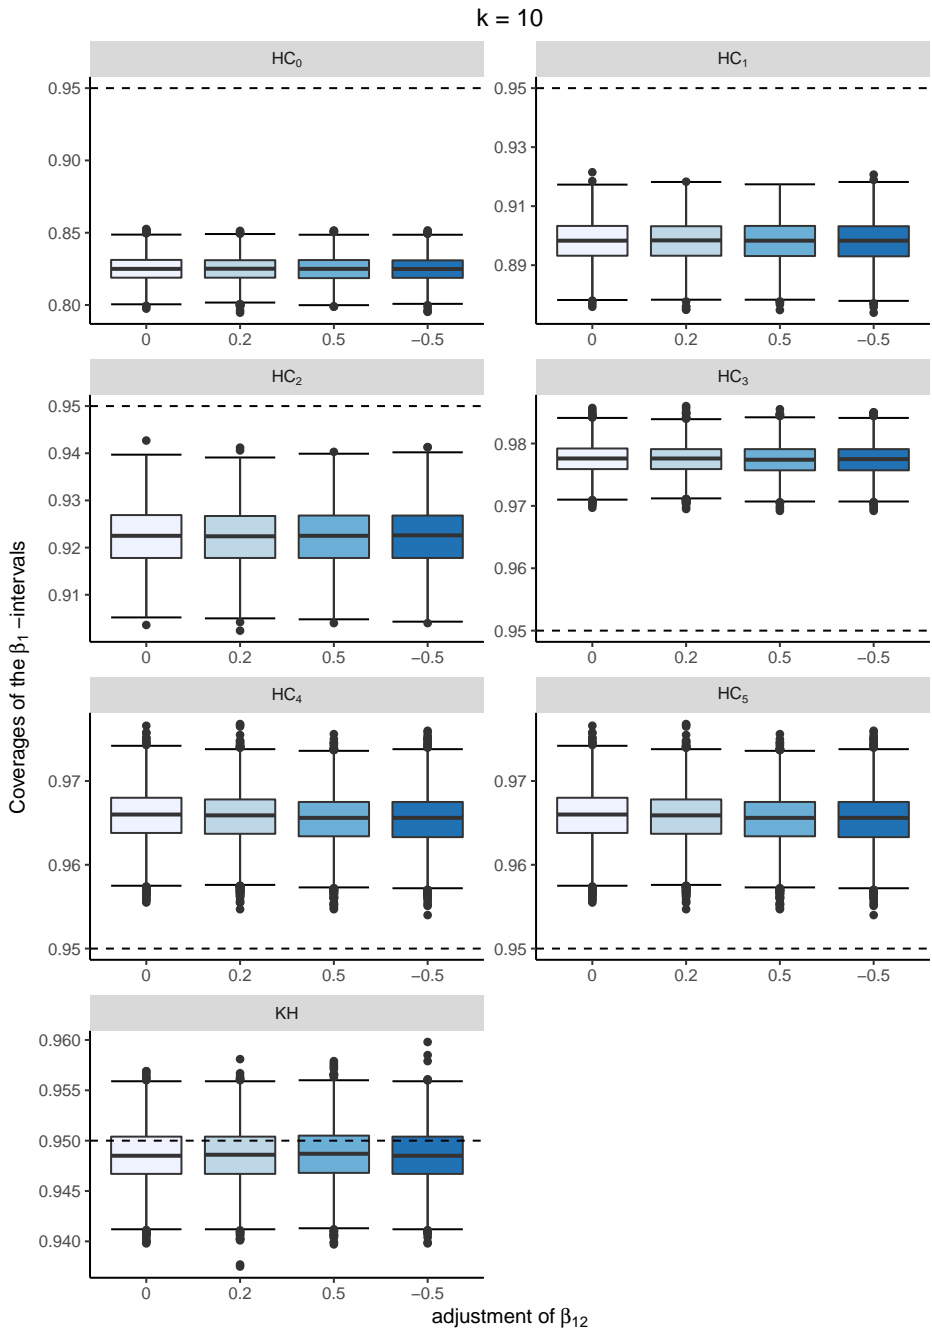 k = 10
HC₀
HC₁
0.95
0.90
0.85
0.80
0 0.2 0.5 −0.5
0.95
0.93
0.91
0.89
0 0.2 0.5 −0.5
HC₂
HC₃
0.95
0.94
0.93
0.92
0.91
0 0.2 0.5 −0.5
0.98
0.97
0.96
0.95
0 0.2 0.5 −0.5
Coverages of the β₁ −intervals
HC₄
HC₅
0.97
0.96
0.95
0 0.2 0.5 −0.5
0.97
0.96
0.95
0 0.2 0.5 −0.5
KH
0.960
0.955
0.950
0.945
0.940
0 0.2 0.5 −0.5
adjustment of β₁₂